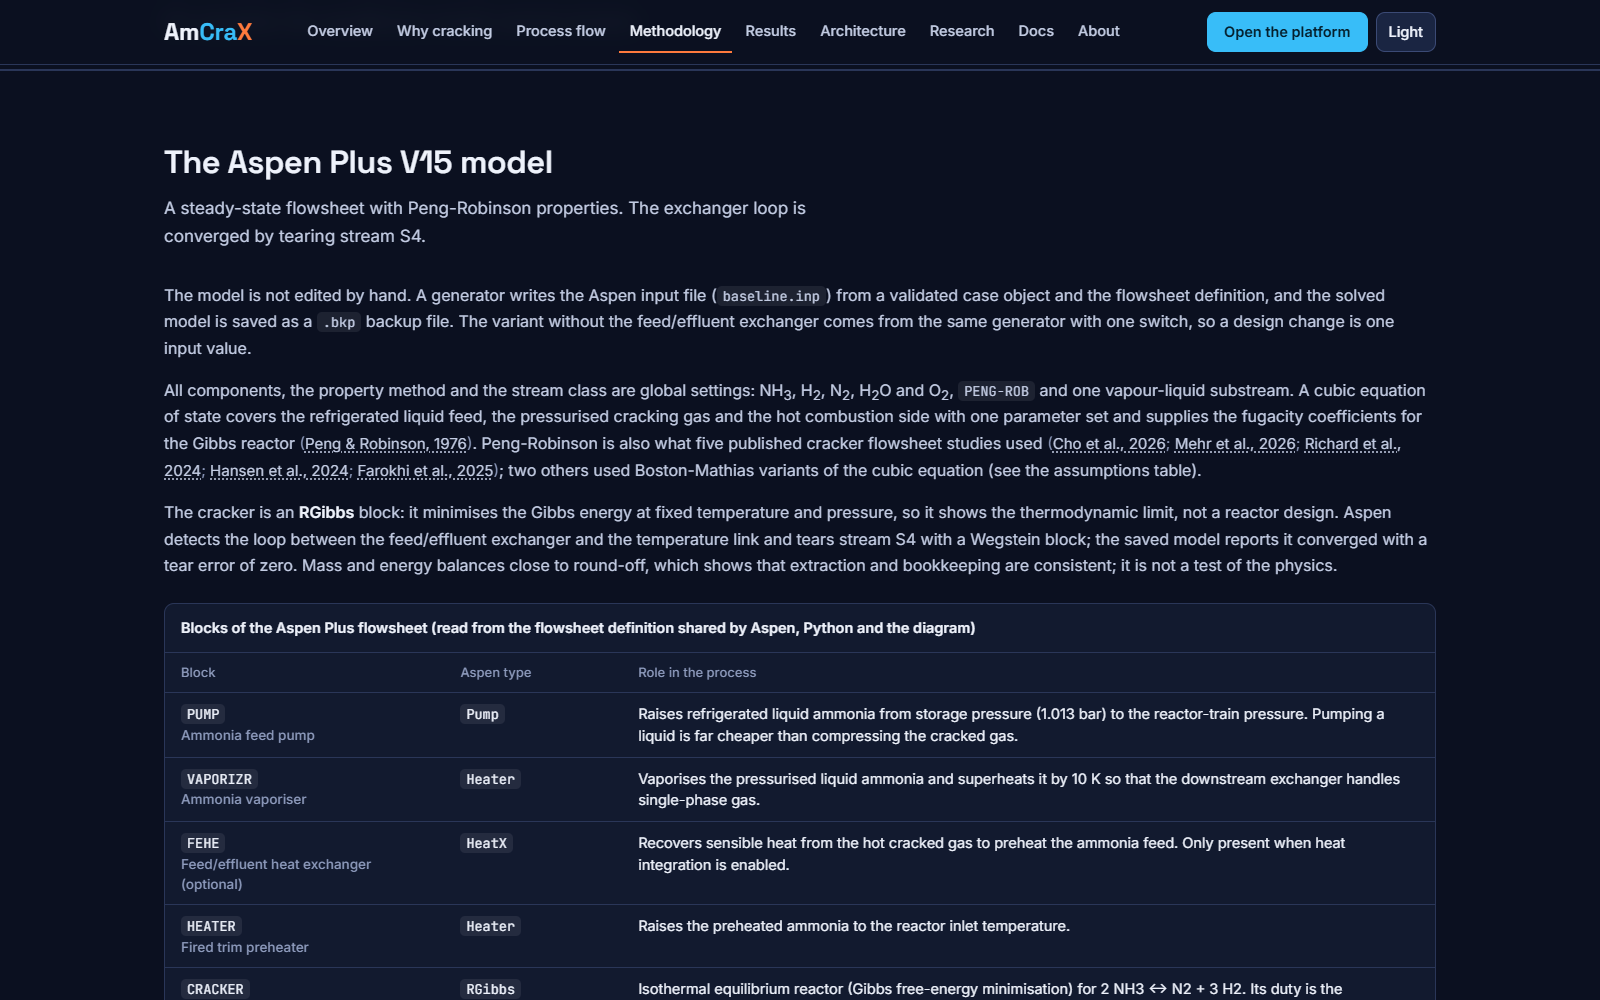 AmCraX
Overview
Why cracking
Process flow
Methodology
Results
Architecture
Research
Docs
About
Open the platform
Light
The Aspen Plus V15 model
A steady-state flowsheet with Peng-Robinson properties. The exchanger loop is
converged by tearing stream S4.
The model is not edited by hand. A generator writes the Aspen input file (baseline.inp) from a validated case object and the flowsheet definition, and the solved
model is saved as a .bkp backup file. The variant without the feed/effluent exchanger comes from the same generator with one switch, so a design change is one
input value.
All components, the property method and the stream class are global settings: NH₃, H₂, N₂, H₂O and O₂, PENG-ROB and one vapour-liquid substream. A cubic equation
of state covers the refrigerated liquid feed, the pressurised cracking gas and the hot combustion side with one parameter set and supplies the fugacity coefficients for
the Gibbs reactor (Peng & Robinson, 1976). Peng-Robinson is also what five published cracker flowsheet studies used (Cho et al., 2026; Mehr et al., 2026; Richard et al.,
2024; Hansen et al., 2024; Farokhi et al., 2025); two others used Boston-Mathias variants of the cubic equation (see the assumptions table).
The cracker is an RGibbs block: it minimises the Gibbs energy at fixed temperature and pressure, so it shows the thermodynamic limit, not a reactor design. Aspen
detects the loop between the feed/effluent exchanger and the temperature link and tears stream S4 with a Wegstein block; the saved model reports it converged with a
tear error of zero. Mass and energy balances close to round-off, which shows that extraction and bookkeeping are consistent; it is not a test of the physics.
Blocks of the Aspen Plus flowsheet (read from the flowsheet definition shared by Aspen, Python and the diagram)
Block
Aspen type
Role in the process
PUMP
Ammonia feed pump
Pump
Raises refrigerated liquid ammonia from storage pressure (1.013 bar) to the reactor-train pressure. Pumping a
liquid is far cheaper than compressing the cracked gas.
VAPORIZR
Ammonia vaporiser
Heater
Vaporises the pressurised liquid ammonia and superheats it by 10 K so that the downstream exchanger handles
single-phase gas.
FEHE
Feed/effluent heat exchanger
(optional)
HeatX
Recovers sensible heat from the hot cracked gas to preheat the ammonia feed. Only present when heat
integration is enabled.
HEATER
Fired trim preheater
Heater
Raises the preheated ammonia to the reactor inlet temperature.
CRACKER
RGibbs
Isothermal equilibrium reactor (Gibbs free-energy minimisation) for 2 NH3 ↔ N2 + 3 H2. Its duty is the